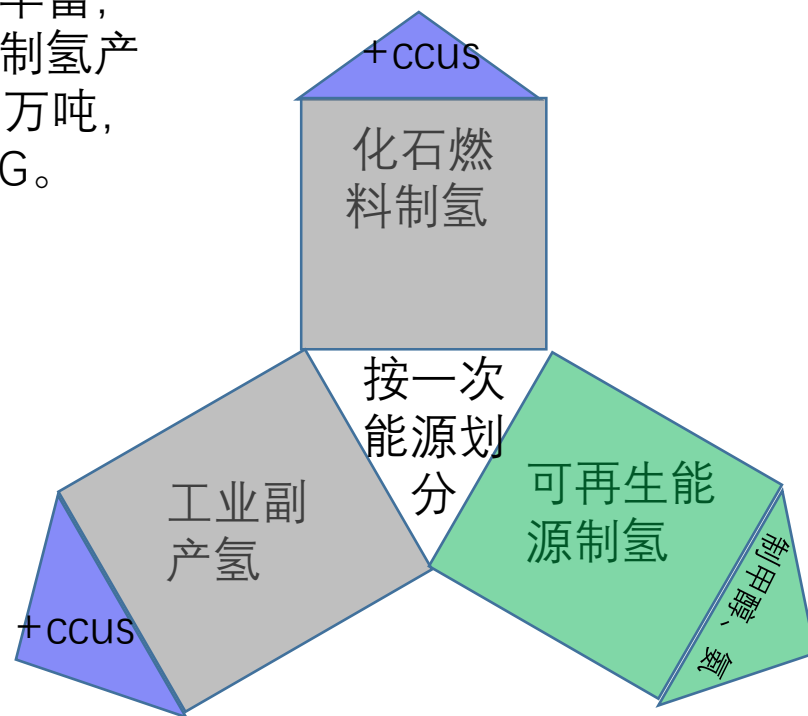 制氢产
万吨,
G。
+ccus
化石燃
料制氢
按一次
能源划
分
工业副
产氢
+ccus
可再生能
源制氢
制甲醇、氨